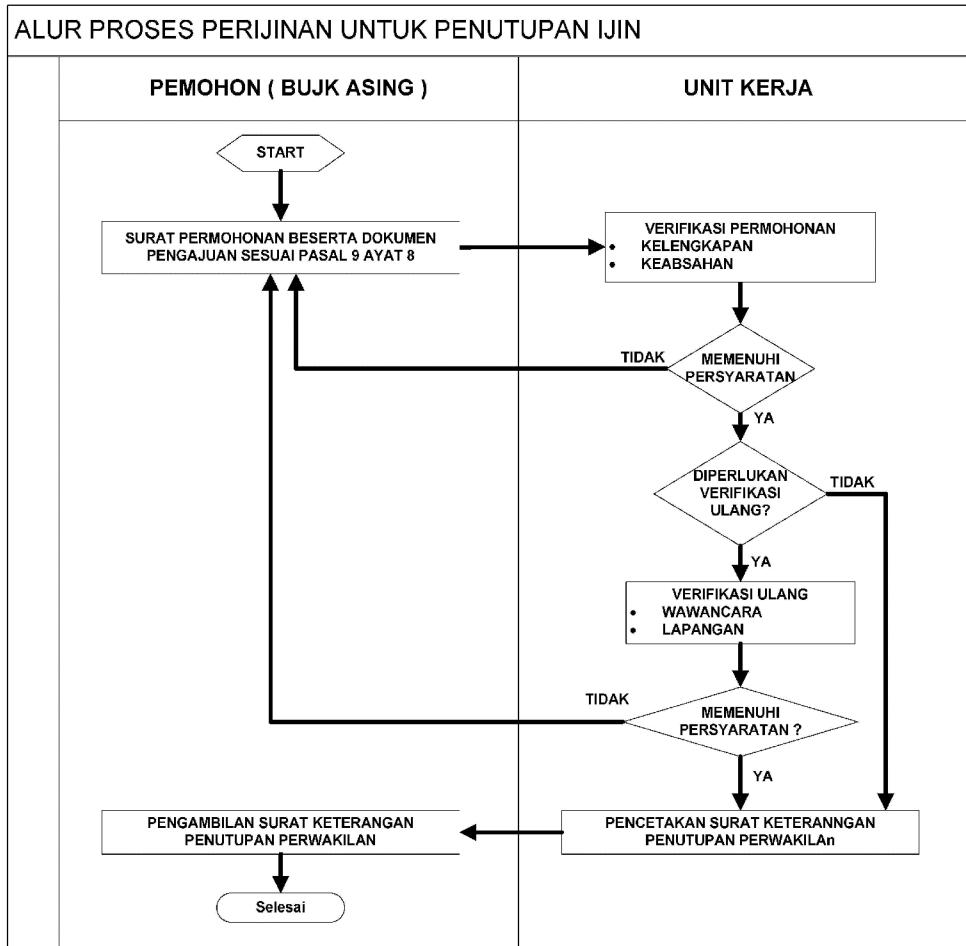 ALUR PROSES PERIJINAN UNTUK PENUTUPAN IJIN
PEMOHON ( BUJK ASING )
UNIT KERJA
START
SURAT PERMOHONAN BESERTA DOKUMEN
PENGAJUAN SESUAI PASAL 9 AYAT 8
VERIFIKASI PERMOHONAN
• KELENGKAPAN
• KEABSAHAN
MEMENUHI
PERSYARATAN
TIDAK
YA
DIPERLUKAN
VERIFIKASI
ULANG?
TIDAK
YA
VERIFIKASI ULANG
• WAWANCARA
• LAPANGAN
MEMENUHI
PERSYARATAN ?
TIDAK
YA
PENCETAKAN SURAT KETERANNGAN
PENUTUPAN PERWAKILAn
PENGAMBILAN SURAT KETERANGAN
PENUTUPAN PERWAKILAN
Selesai